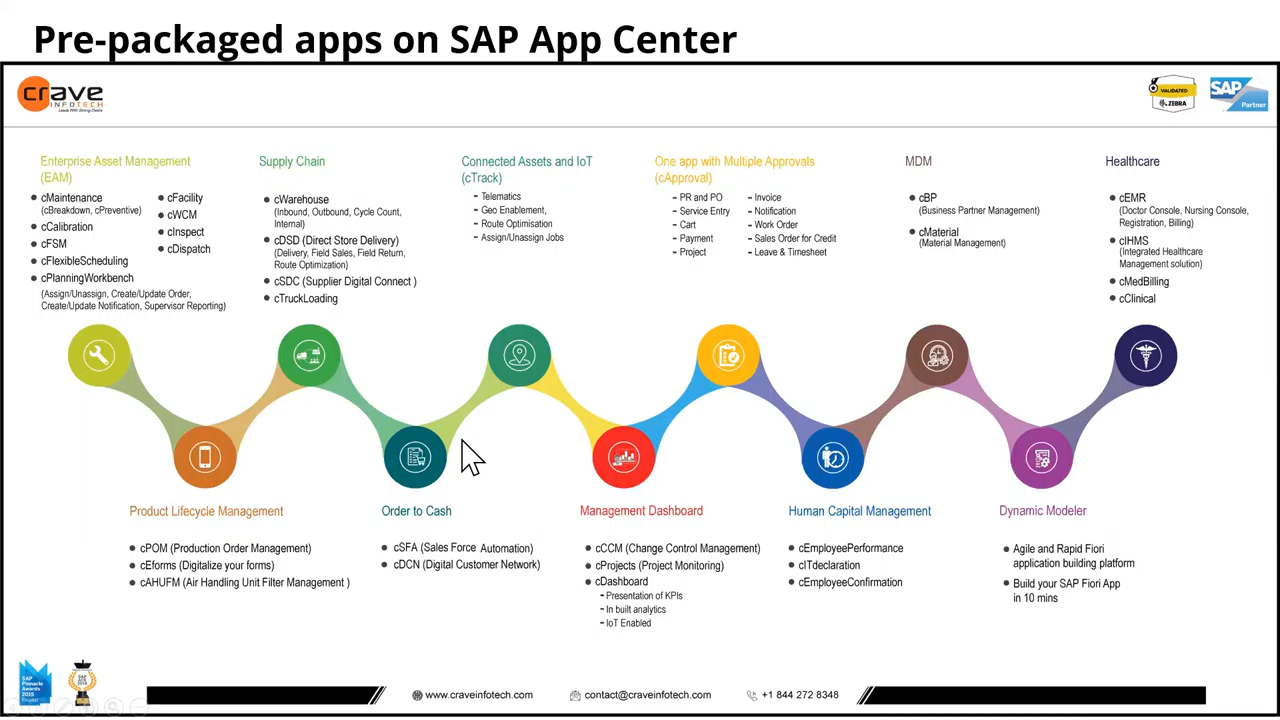 Pre-packaged apps on SAP App Center
crave
INFOTECH
Leads With Strong Desire
VALIDATED
ZEBRA
SAP
Partner
Enterprise Asset Management
(EAM)
cMaintenance
(cBreakdown, cPreventive)
cCalibration
cFSM
cFlexibleScheduling
cPlanningWorkbench
(Assign/Unassign, Create/Update Order,
Create/Update Notification, Supervisor Reporting)
cFacility
cWCM
cInspect
cDispatch
Supply Chain
cWarehouse
(Inbound, Outbound, Cycle Count,
Internal)
cDSD (Direct Store Delivery)
(Delivery, Field Sales, Field Return,
Route Optimization)
cSDC (Supplier Digital Connect )
cTruckLoading
Connected Assets and IoT
(cTrack)
- Telematics
- Geo Enablement,
- Route Optimisation
- Assign/Unassign Jobs
One app with Multiple Approvals
(cApproval)
- PR and PO
- Service Entry
- Cart
- Payment
- Project
- Invoice
- Notification
- Work Order
- Sales Order for Credit
- Leave & Timesheet
MDM
cBP
(Business Partner Management)
cMaterial
(Material Management)
Healthcare
cEMR
(Doctor Console, Nursing Console,
Registration, Billing)
cIHMS
(Integrated Healthcare
Management solution)
cMedBilling
cClinical
Product Lifecycle Management
cPOM (Production Order Management)
cEforms (Digitalize your forms)
cAHUFM (Air Handling Unit Filter Management )
Order to Cash
cSFA (Sales Force Automation)
cDCN (Digital Customer Network)
Management Dashboard
cCCM (Change Control Management)
cProjects (Project Monitoring)
cDashboard
- Presentation of KPIs
- In built analytics
- IoT Enabled
Human Capital Management
cEmployeePerformance
cITdeclaration
cEmployeeConfirmation
Dynamic Modeler
Agile and Rapid Fiori
application building platform
Build your SAP Fiori App
in 10 mins
SAP
Pinnacle
Awards
www.craveinfotech.com
contact@craveinfotech.com
+1 844 272 8348